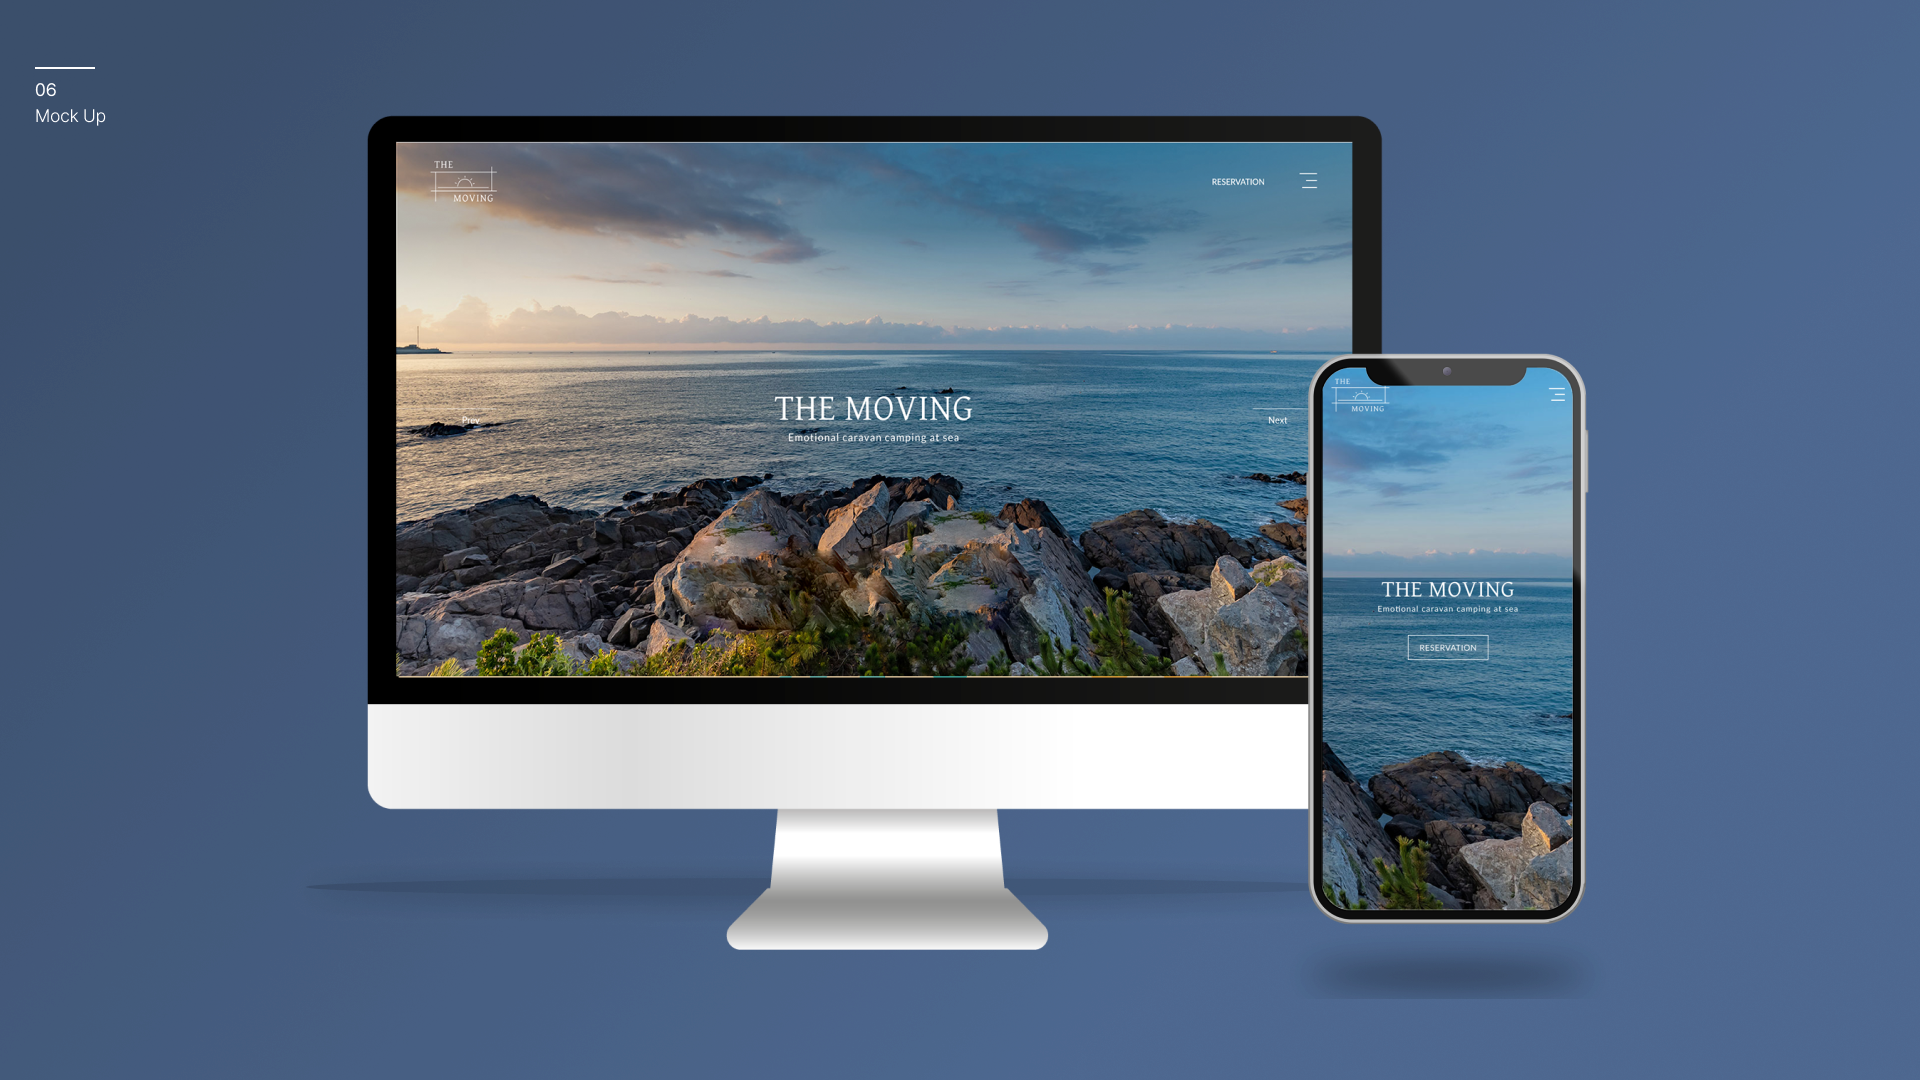 06
Mock Up
THE
MOVING
RESERVATION
THE MOVING
Emotional caravan camping at sea
Prev
Next
THE
MOVING
THE MOVING
Emotional caravan camping at sea
RESERVATION